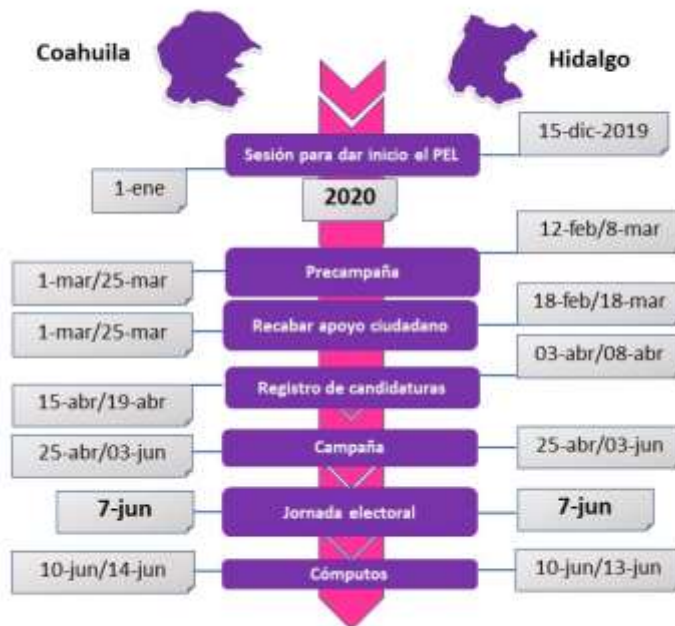 Coahuila
Hidalgo
15-dic-2019
Sesión para dar inicio el PEL
1-ene
2020
12-feb/8-mar
Precampaña
1-mar/25-mar
18-feb/18-mar
Recabar apoyo ciudadano
1-mar/25-mar
03-abr/08-abr
Registro de candidaturas
15-abr/19-abr
25-abr/03-jun
Campaña
25-abr/03-jun
7-jun
Jornada electoral
7-jun
10-jun/14-jun
Cómputos
10-jun/13-jun